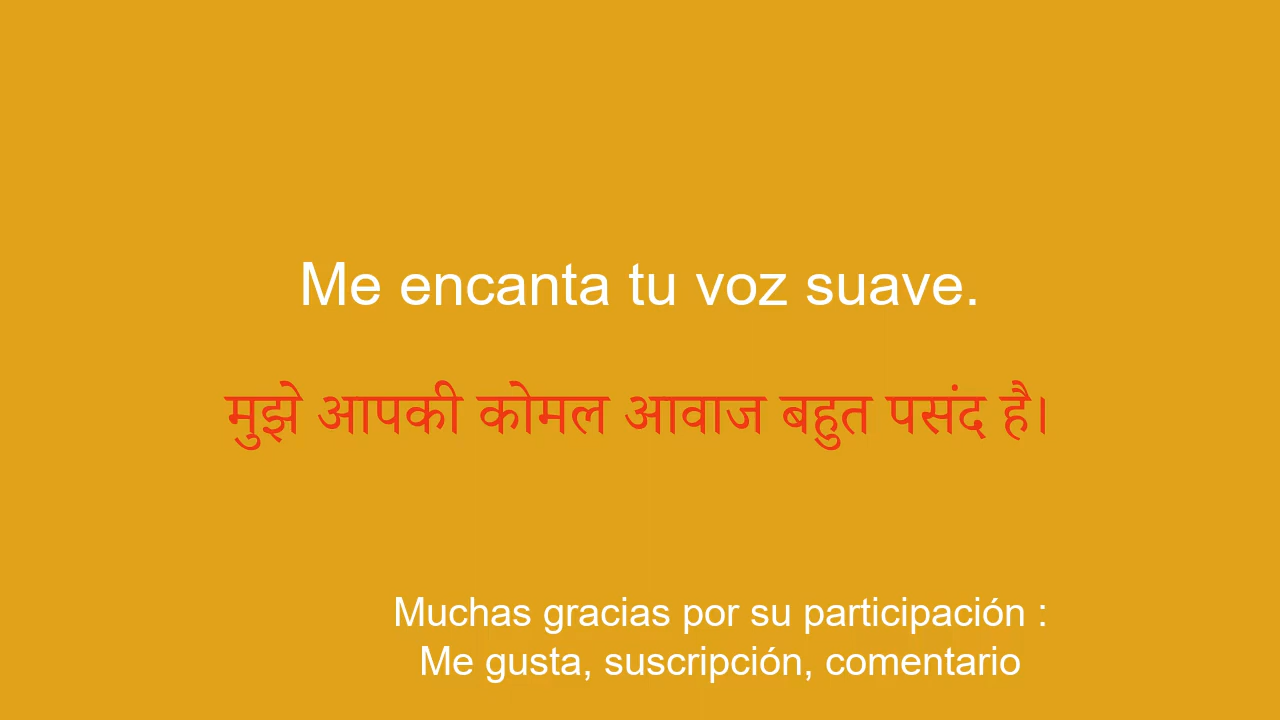 Me encanta tu voz suave.
मुझे आपकी कोमल आवाज बहुत पसंद है।
Muchas gracias por su participación :
Me gusta, suscripción, comentario